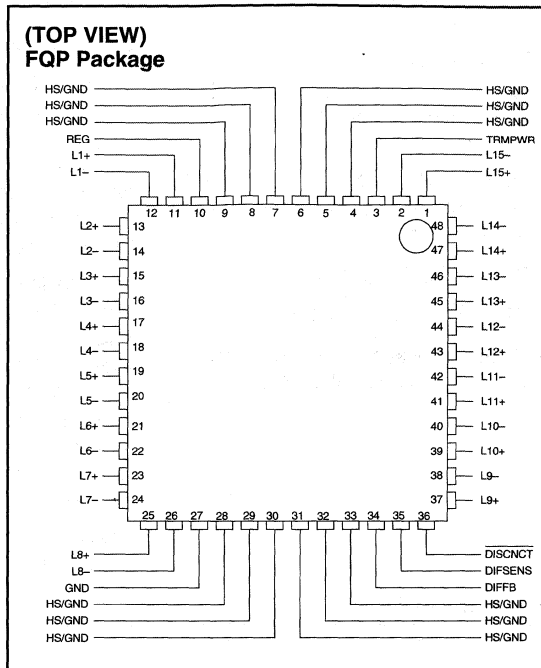 (TOP VIEW)
FQP Package
HS/GND HS/GND
HS/GND HS/GND
HS/GND HS/GND
REG TRMPWR
L1+ L15–
L1– L15+
12 11 10 9 8 7 6 5 4 3 2 1
L2+ 13 48 L14–
L2– 14 47 L14+
L3+ 15 46 L13–
L3– 16 45 L13+
L4+ 17 44 L12–
L4– 18 43 L12+
L5+ 19 42 L11–
L5– 20 41 L11+
L6+ 21 40 L10–
L6– 22 39 L10+
L7+ 23 38 L9–
L7– 24 37 L9+
25 26 27 28 29 30 31 32 33 34 35 36
L8+ DISCNCT
L8– DIFSENS
GND DIFFB
HS/GND HS/GND
HS/GND HS/GND
HS/GND HS/GND